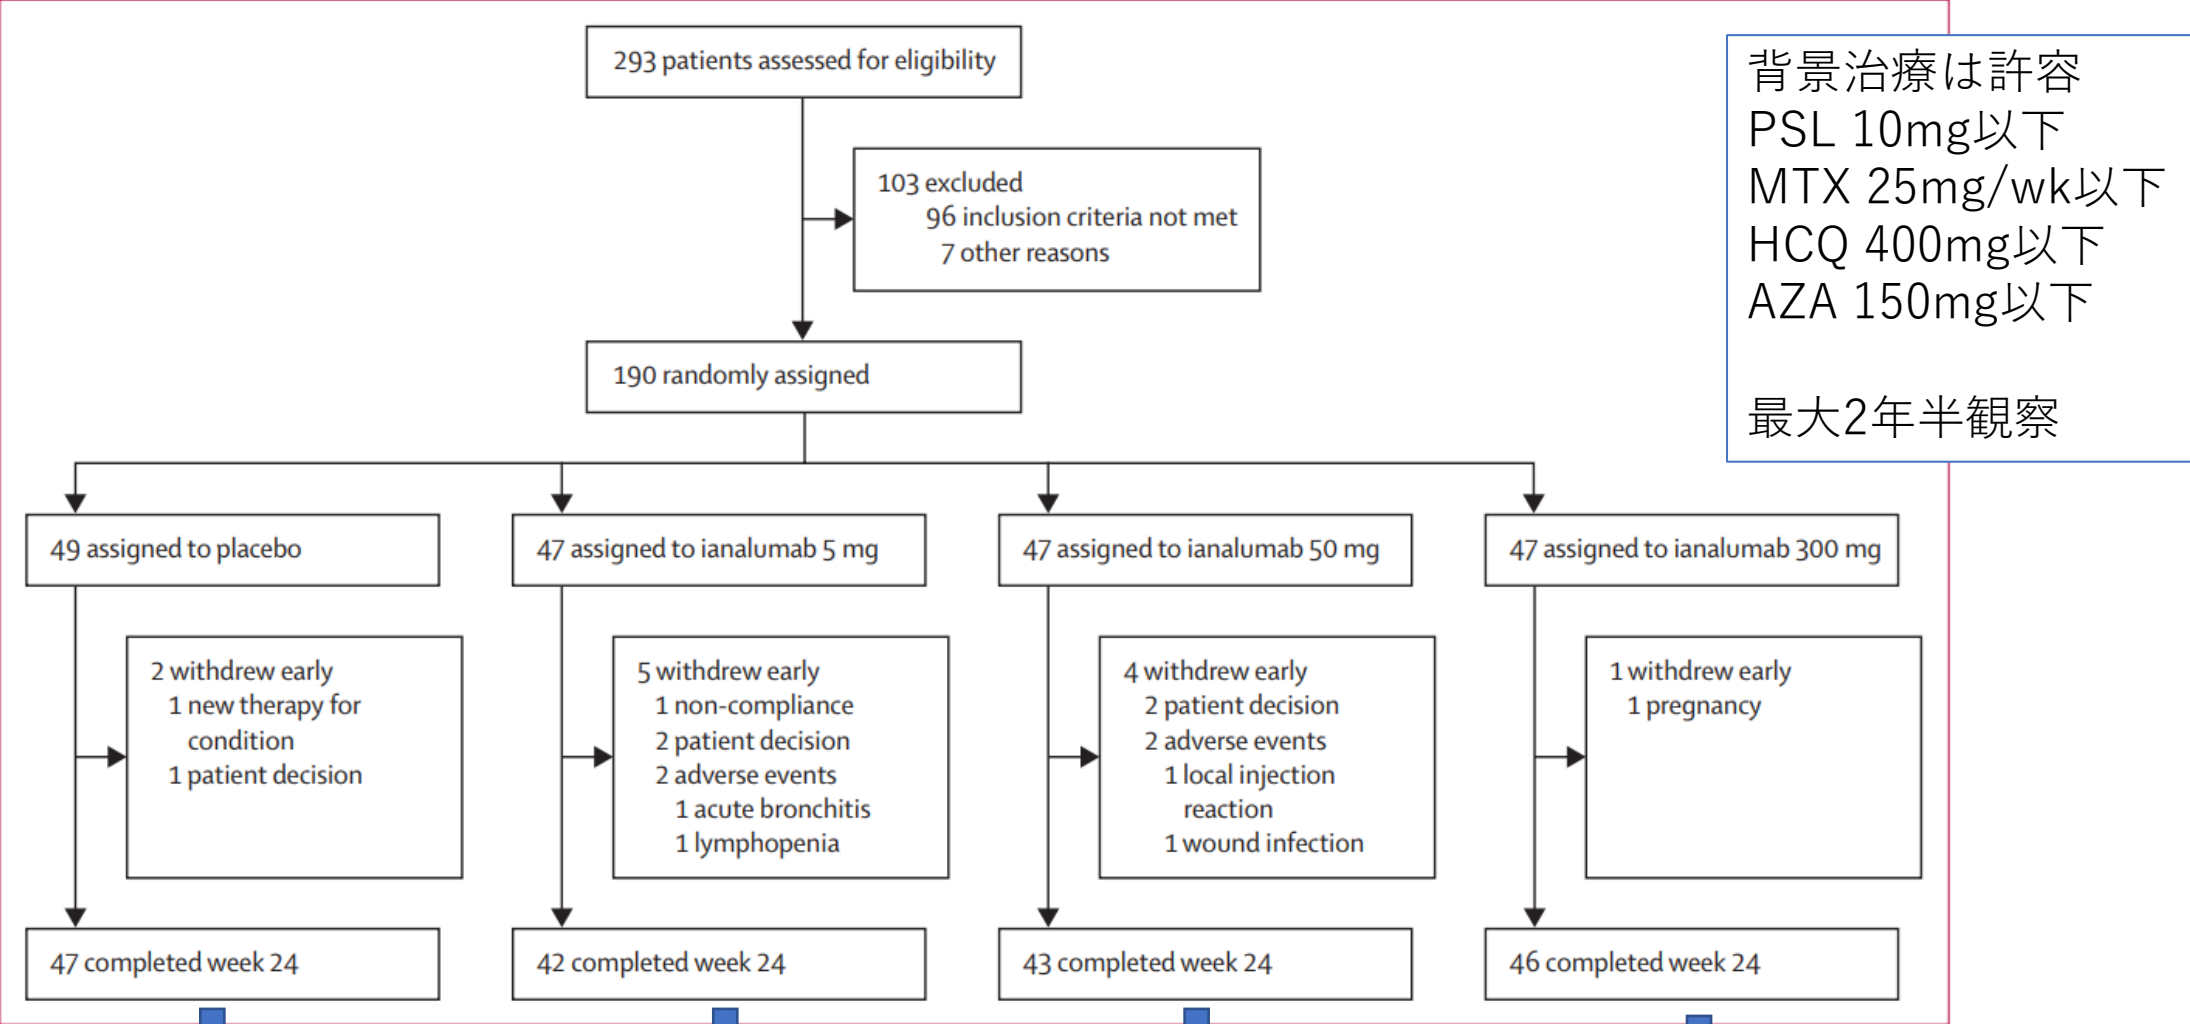 293 patients assessed for eligibility
103 excluded
96 inclusion criteria not met
7 other reasons
190 randomly assigned
背景治療は許容
PSL 10mg以下
MTX 25mg/wk以下
HCQ 400mg以下
AZA 150mg以下
最大2年半観察
49 assigned to placebo
47 assigned to ianalumab 5 mg
47 assigned to ianalumab 50 mg
47 assigned to ianalumab 300 mg
2 withdrew early
1 new therapy for
condition
1 patient decision
5 withdrew early
1 non-compliance
2 patient decision
2 adverse events
1 acute bronchitis
1 lymphopenia
4 withdrew early
2 patient decision
2 adverse events
1 local injection
reaction
1 wound infection
1 withdrew early
1 pregnancy
47 completed week 24
42 completed week 24
43 completed week 24
46 completed week 24